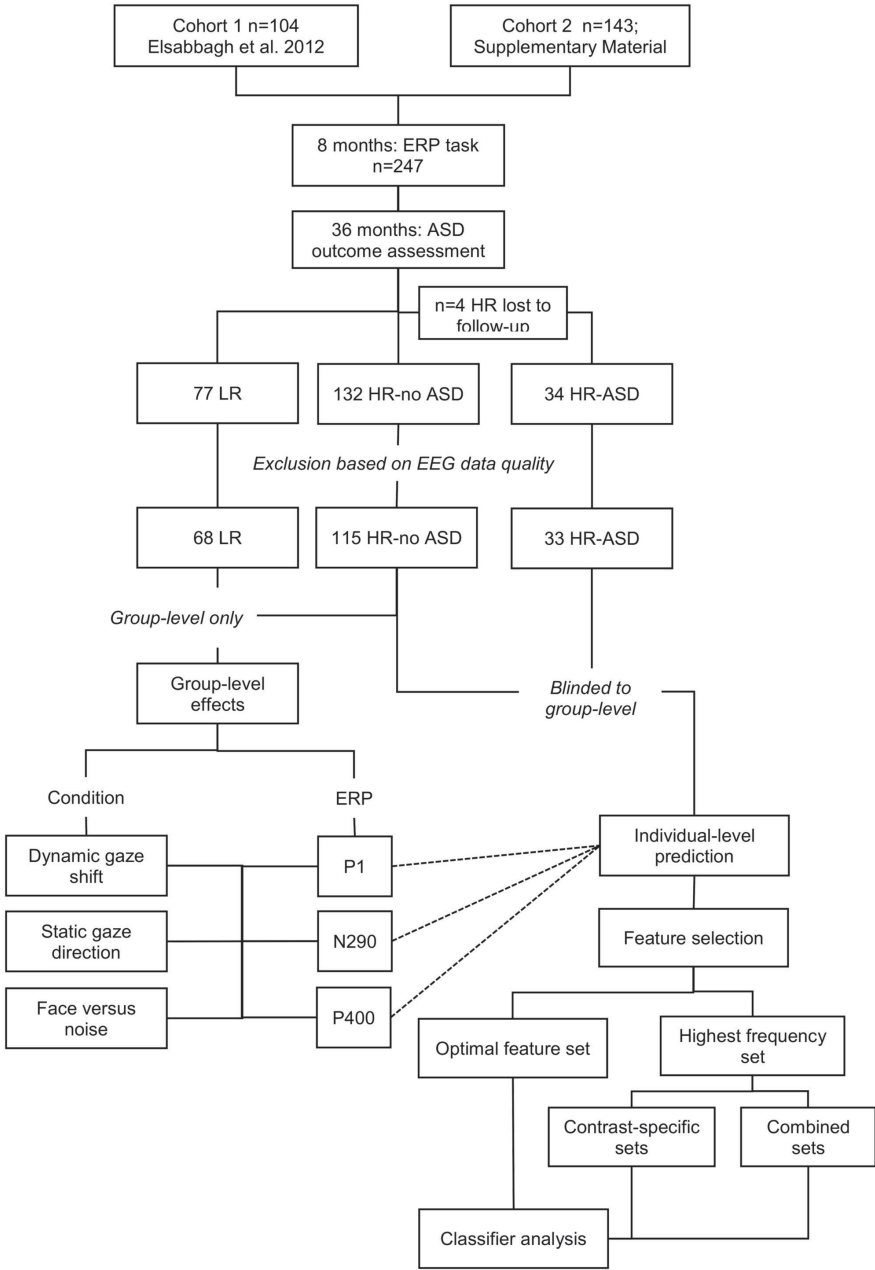 Cohort 1 n=104
Elsabbagh et al. 2012
Cohort 2 n=143;
Supplementary Material
8 months: ERP task
n=247
36 months: ASD
outcome assessment
n=4 HR lost to
follow-up
77 LR
132 HR-no ASD
34 HR-ASD
Exclusion based on EEG data quality
68 LR
115 HR-no ASD
33 HR-ASD
Group-level only
Group-level
effects
Blinded to
group-level
Condition
ERP
Dynamic gaze
shift
P1
Individual-level
prediction
Static gaze
direction
N290
Feature selection
Face versus
noise
P400
Optimal feature set
Highest frequency
set
Contrast-specific
sets
Combined
sets
Classifier analysis